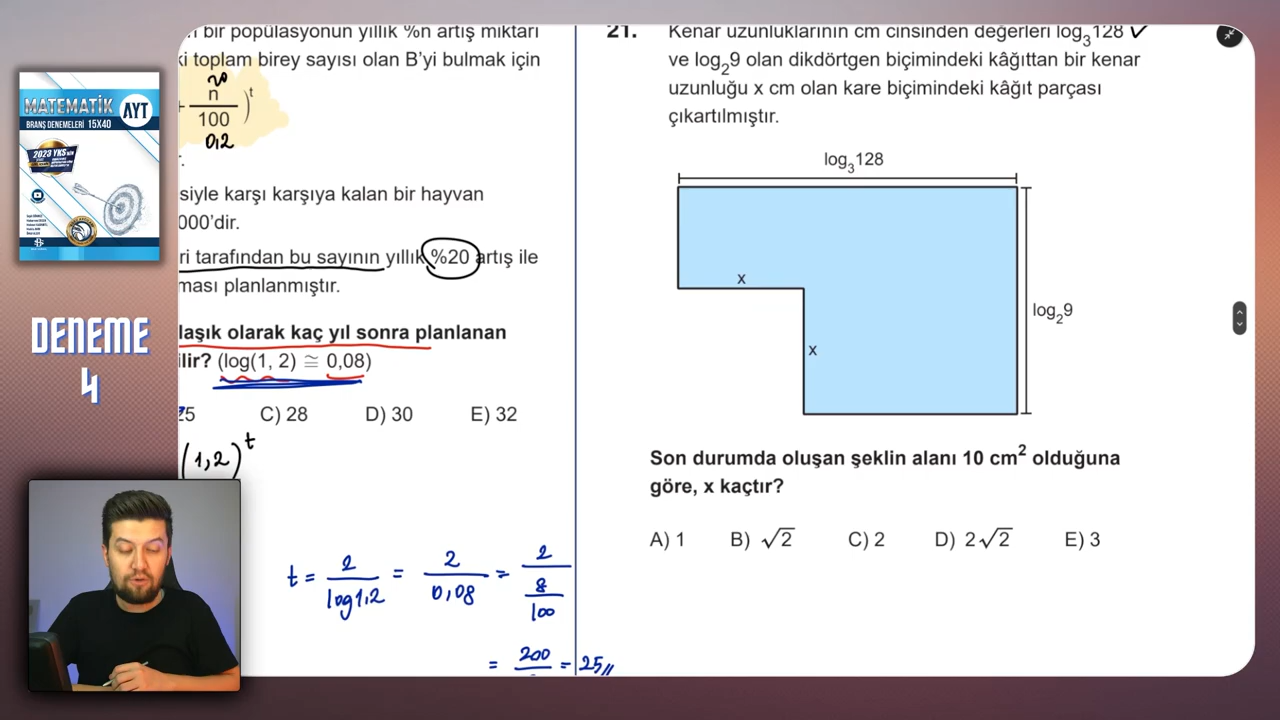 MATEMATİK
AYT
BRANŞ DENEMELERİ 15X40
2023 YKS'NİN
DENEME
4
n bir popülasyonun yıllık %n artış miktarı
ki toplam birey sayısı olan B'yi bulmak için
20
+ n/100 )^t
0,2
r.
siyle karşı karşıya kalan bir hayvan
000'dir.
ri tarafından bu sayının yıllık %20 artış ile
ması planlanmıştır.
laşık olarak kaç yıl sonra planlanan
ilir? (log(1, 2) ≅ 0,08)
25 C) 28 D) 30 E) 32
(1,2)^t
t = 2/log1,2 = 2/0,08 = 2/(8/100)
= 200/ = 25//
21. Kenar uzunluklarının cm cinsinden değerleri log₃128 ✓
ve log₂9 olan dikdörtgen biçimindeki kâğıttan bir kenar
uzunluğu x cm olan kare biçimindeki kâğıt parçası
çıkartılmıştır.
log₃128
x
log₂9
x
Son durumda oluşan şeklin alanı 10 cm² olduğuna
göre, x kaçtır?
A) 1 B) √2 C) 2 D) 2√2 E) 3